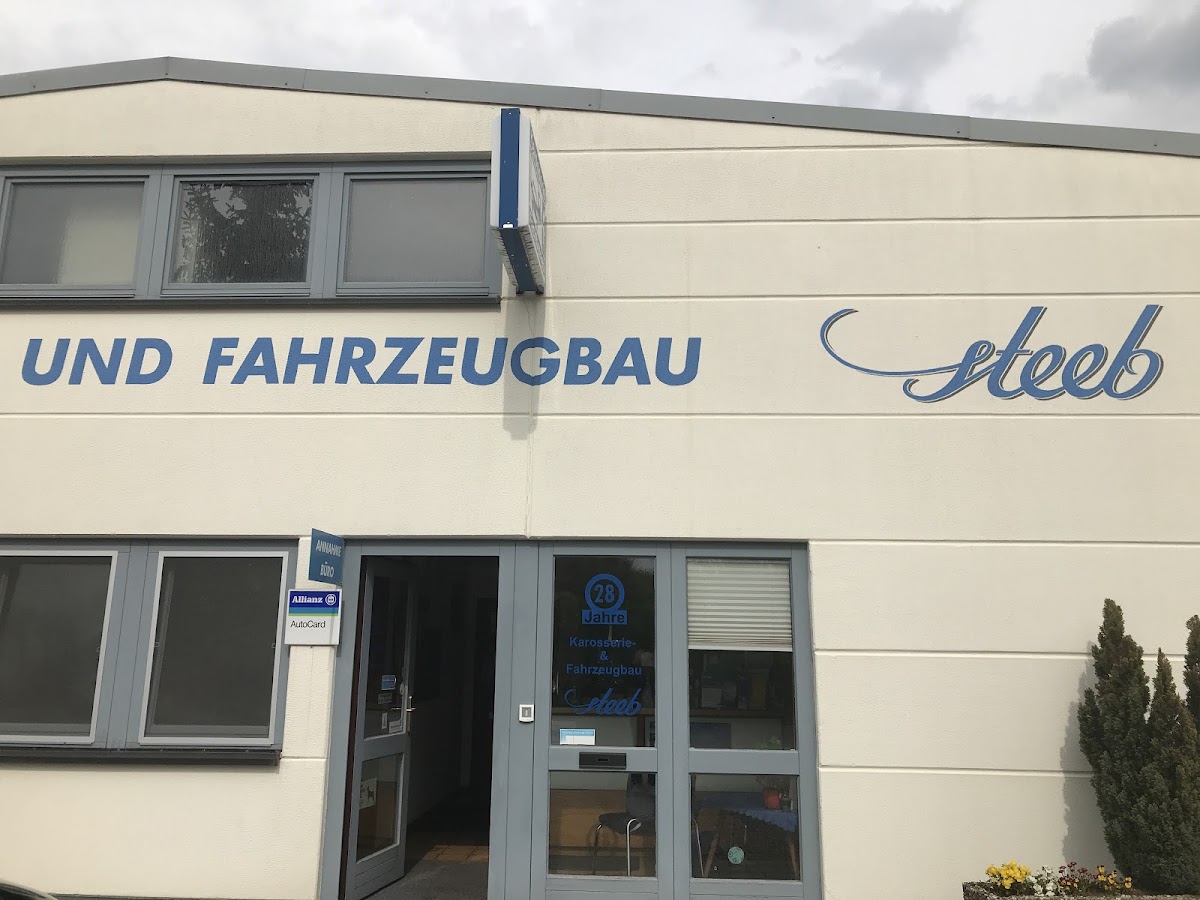 UND FAHRZEUGBAU steeb
ANNAHME
BÜRO
Allianz
AutoCard
28
Jahre
Karosserie-
&
Fahrzeugbau
steeb